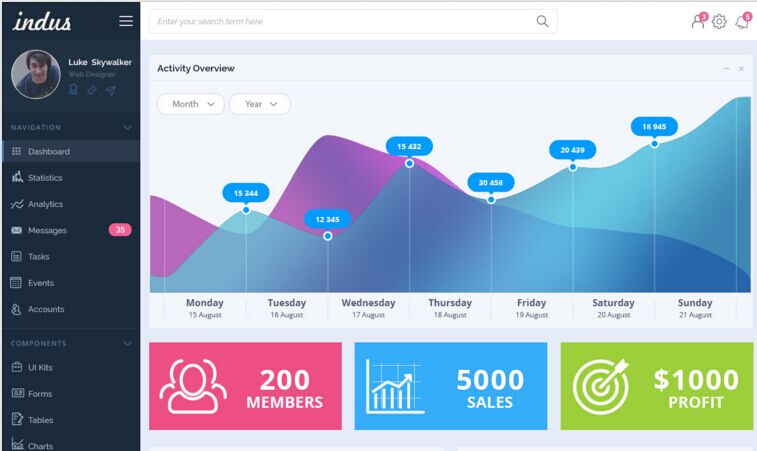 indus
Enter your search term here
3
6
Luke Skywalker
Web Designer
NAVIGATION
Dashboard
Statistics
Analytics
Messages 35
Tasks
Events
Accounts
COMPONENTS
UI Kits
Forms
Tables
Charts
Activity Overview
Month
Year
15 344
12 345
15 432
30 458
20 439
18 945
Monday Tuesday Wednesday Thursday Friday Saturday Sunday
15 August 16 August 17 August 18 August 19 August 20 August 21 August
200
MEMBERS
5000
SALES
$1000
PROFIT